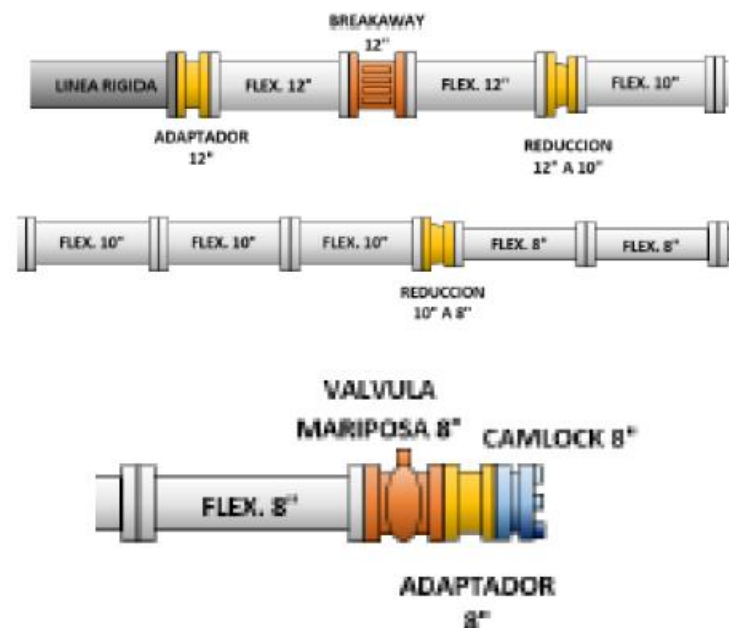 BREAKAWAY
12"
LINEA RIGIDA
FLEX. 12"
FLEX. 12"
FLEX. 10"
ADAPTADOR
12"
REDUCCION
12" A 10"
FLEX. 10"
FLEX. 10"
FLEX. 10"
FLEX. 8"
FLEX. 8"
REDUCCION
10" A 8"
VALVULA
MARIPOSA 8"
CAMLOCK 8"
FLEX. 8"
ADAPTADOR
8"